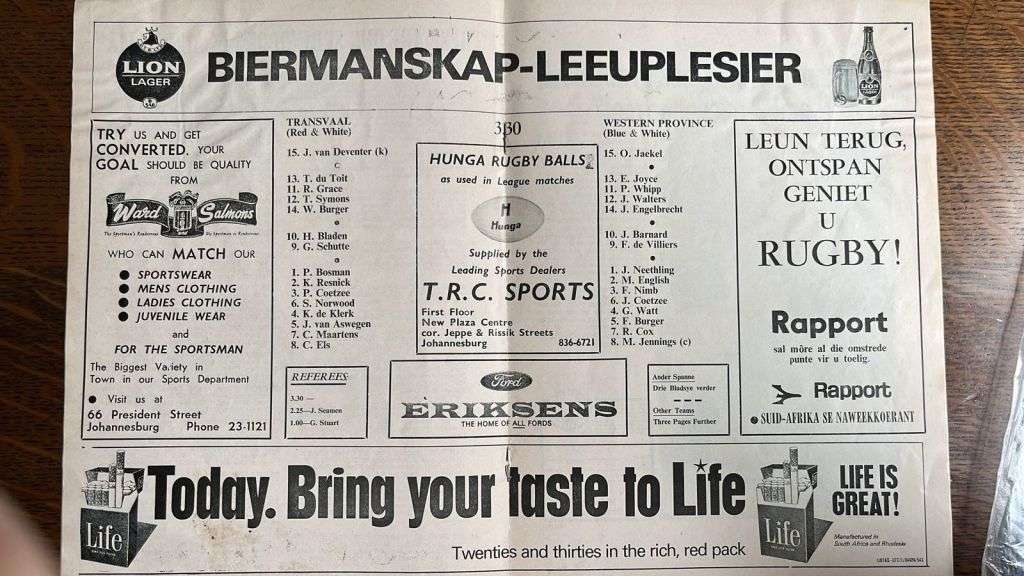 LION
LAGER
BIERMANSKAP-LEEUPLESIER
LION
LAGER
TRY US AND GET
CONVERTED. YOUR
GOAL SHOULD BE QUALITY
FROM
Ward Salmons
The Sportsman's Rendezvous
WHO CAN MATCH OUR
● SPORTSWEAR
● MENS CLOTHING
● LADIES CLOTHING
● JUVENILE WEAR
and
FOR THE SPORTSMAN
The Biggest Variety in
Town in our Sports Department
● Visit us at
66 President Street
Johannesburg Phone 23-1121
TRANSVAAL
(Red & White)
15. J. van Deventer (k)
13. T. du Toit
11. R. Grace
12. T. Symons
14. W. Burger
10. H. Bladen
9. G. Schutte
1. P. Bosman
2. K. Resnick
3. P. Coetzee
6. S. Norwood
4. K. de Klerk
5. J. van Aswegen
7. C. Maartens
8. C. Els
REFEREES
3.30 —
2.25—J. Seamen
1.00—G. Stuart
3.30
HUNGA RUGBY BALLS
as used in League matches
H
Hunga
Supplied by the
Leading Sports Dealers
T.R.C. SPORTS
First Floor
New Plaza Centre
cor. Jeppe & Rissik Streets
Johannesburg 836-6721
Ford
ERIKSENS
THE HOME OF ALL FORDS
WESTERN PROVINCE
(Blue & White)
15. O. Jaekel
13. E. Joyce
11. P. Whipp
12. J. Walters
14. J. Engelbrecht
10. J. Barnard
9. F. de Villiers
1. J. Neethling
2. M. English
3. F. Nimb
6. J. Coetzee
4. G. Watt
5. F. Burger
7. R. Cox
8. M. Jennings (c)
Ander Spanne
Drie Bladsye verder
Other Teams
Three Pages Further
LEUN TERUG,
ONTSPAN
GENIET
U
RUGBY!
Rapport
sal môre al die omstrede
punte vir u toelig.
Rapport
● SUID-AFRIKA SE NAWEEKKOERANT
Life
Today. Bring your taste to Life
Twenties and thirties in the rich, red pack
Life
LIFE IS
GREAT!
Manufactured in
South Africa and Rhodesia